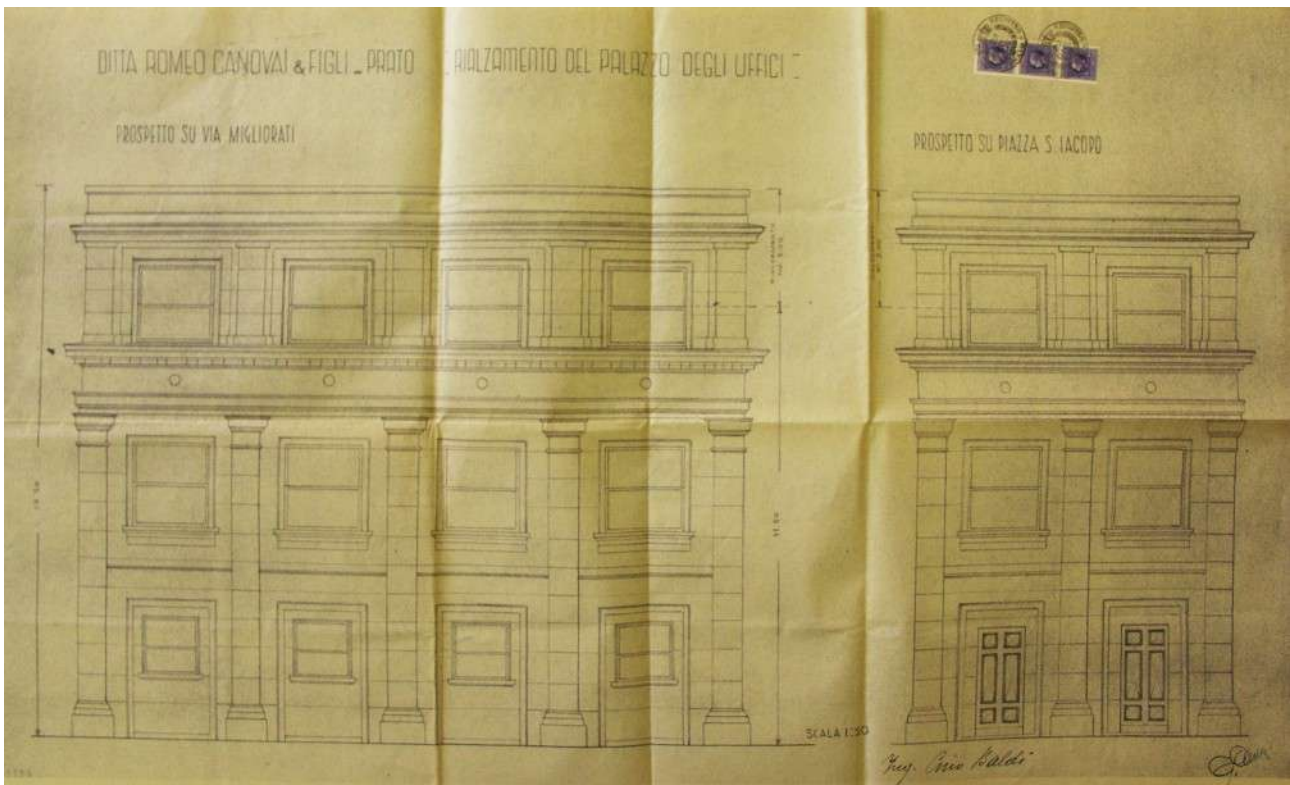 DITTA ROMEO CANOVAI & FIGLI - PRATO - RIALZAMENTO DEL PALAZZO DEGLI UFFICI -
PROSPETTO SU VIA MIGLIORATI
PROSPETTO SU PIAZZA S. IACOPO
SCALA 1:50
Ing. Baldi